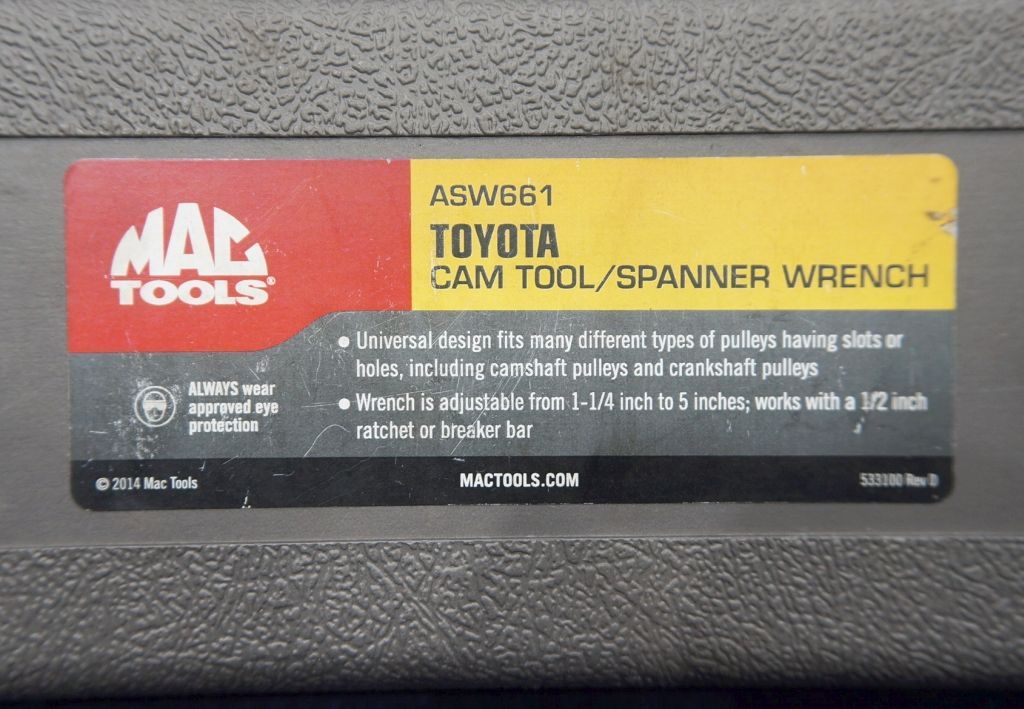 MAC
TOOLS®
ASW661
TOYOTA
CAM TOOL/SPANNER WRENCH
● Universal design fits many different types of pulleys having slots or
holes, including camshaft pulleys and crankshaft pulleys
● Wrench is adjustable from 1-1/4 inch to 5 inches; works with a 1/2 inch
ratchet or breaker bar
ALWAYS wear
approved eye
protection
© 2014 Mac Tools
MACTOOLS.COM
533100 Rev D